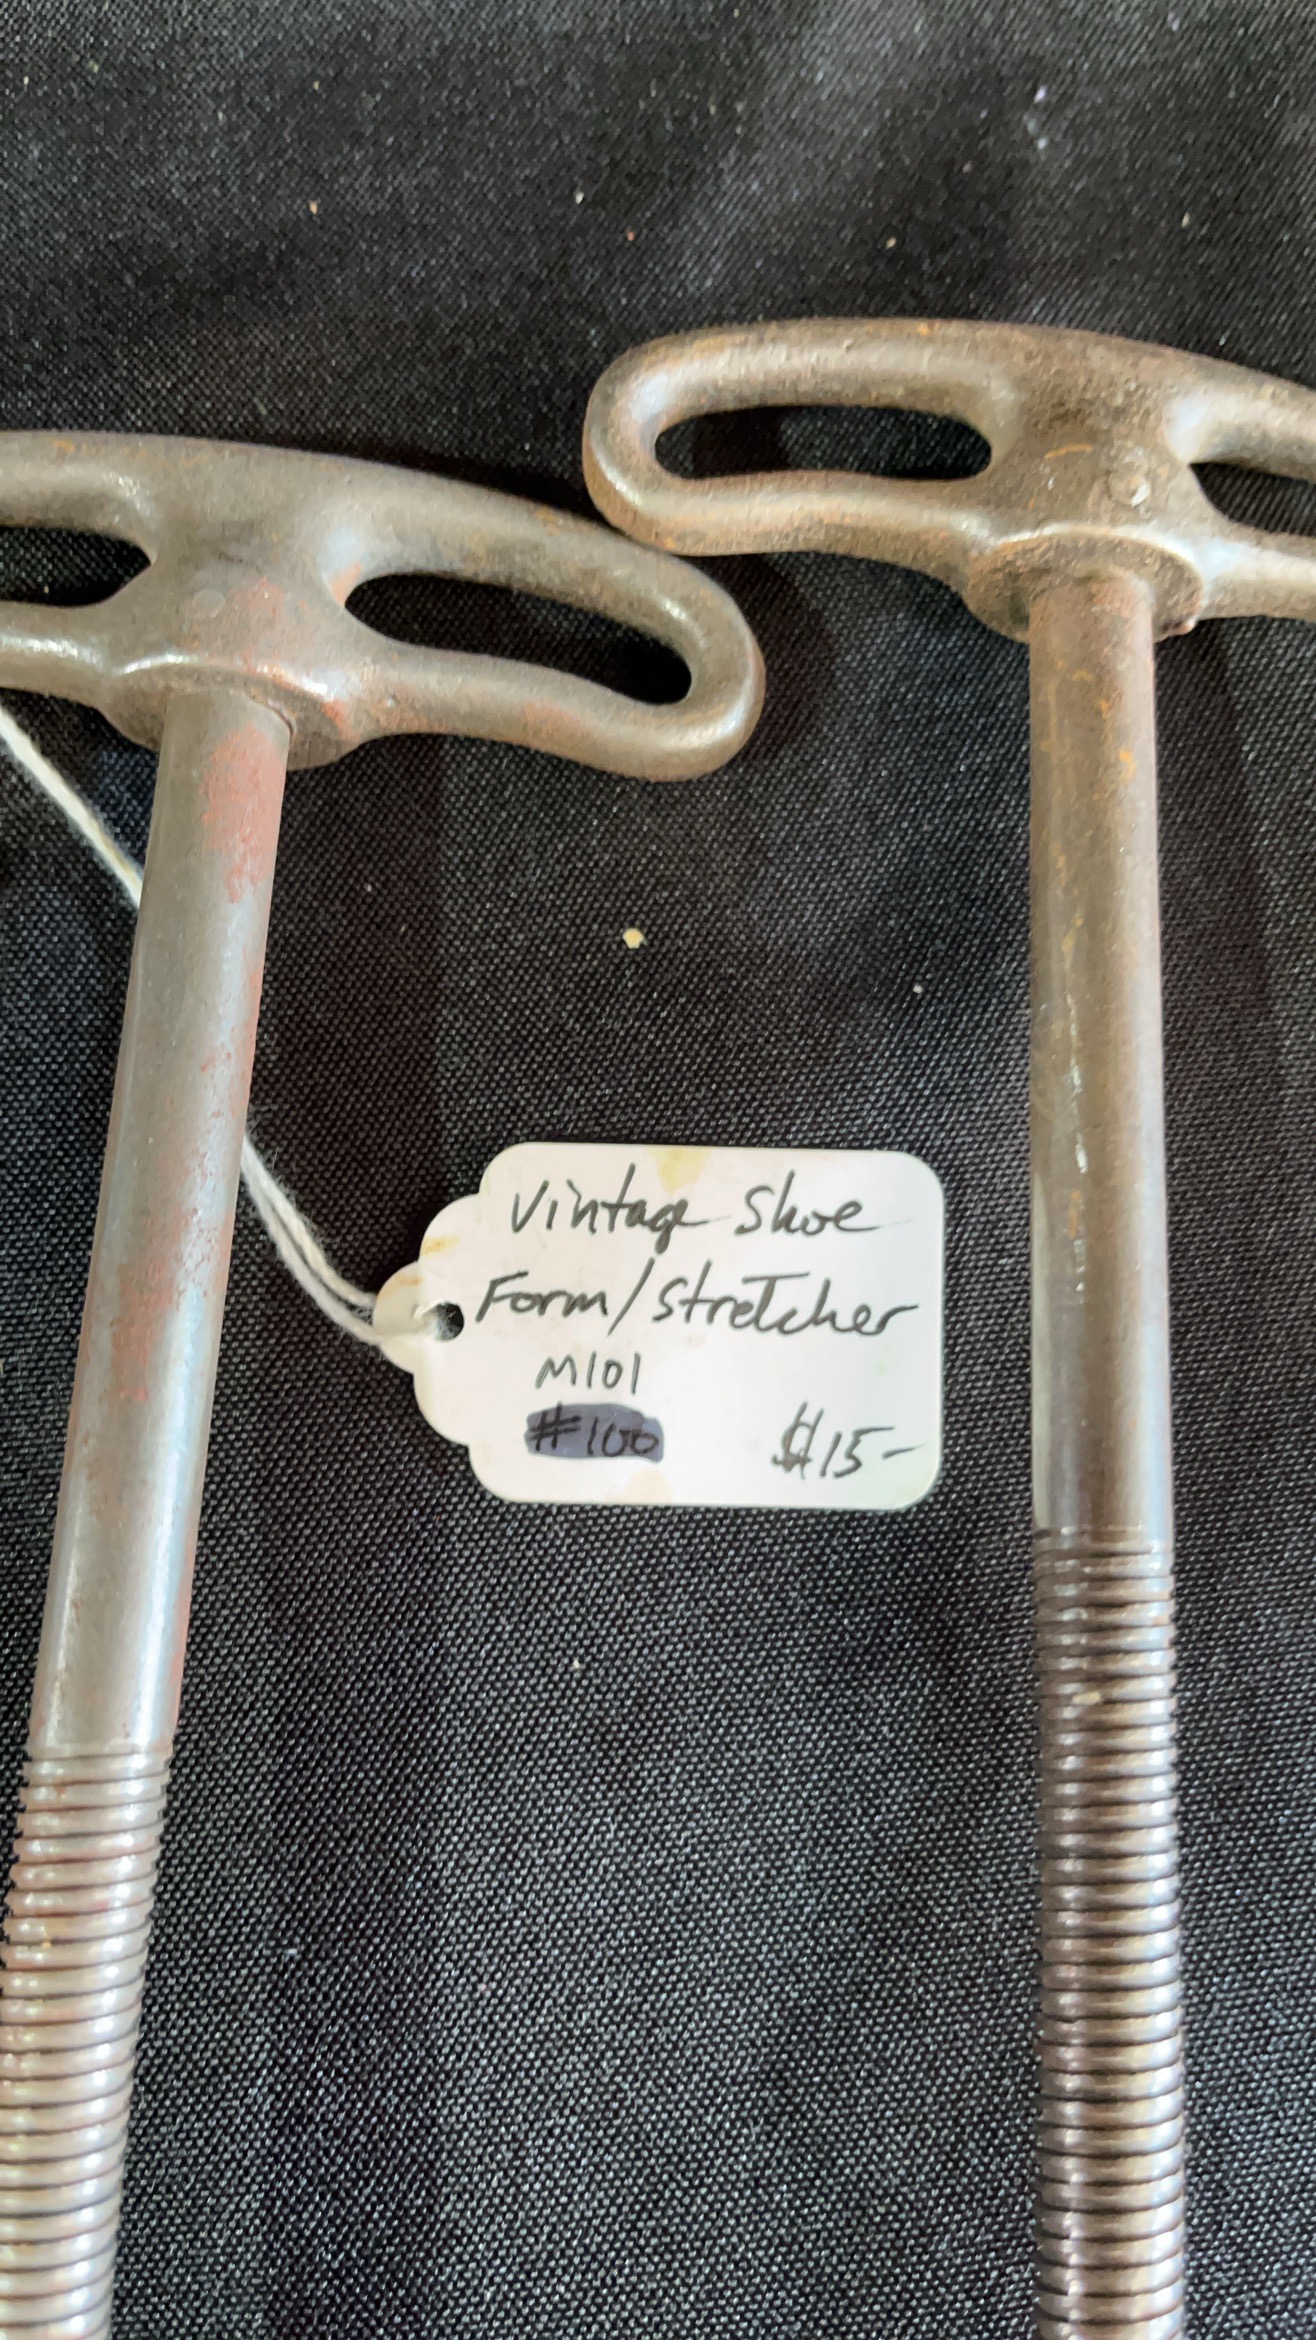 Vintage Shoe
Form/Stretcher
M101
#100
$15-